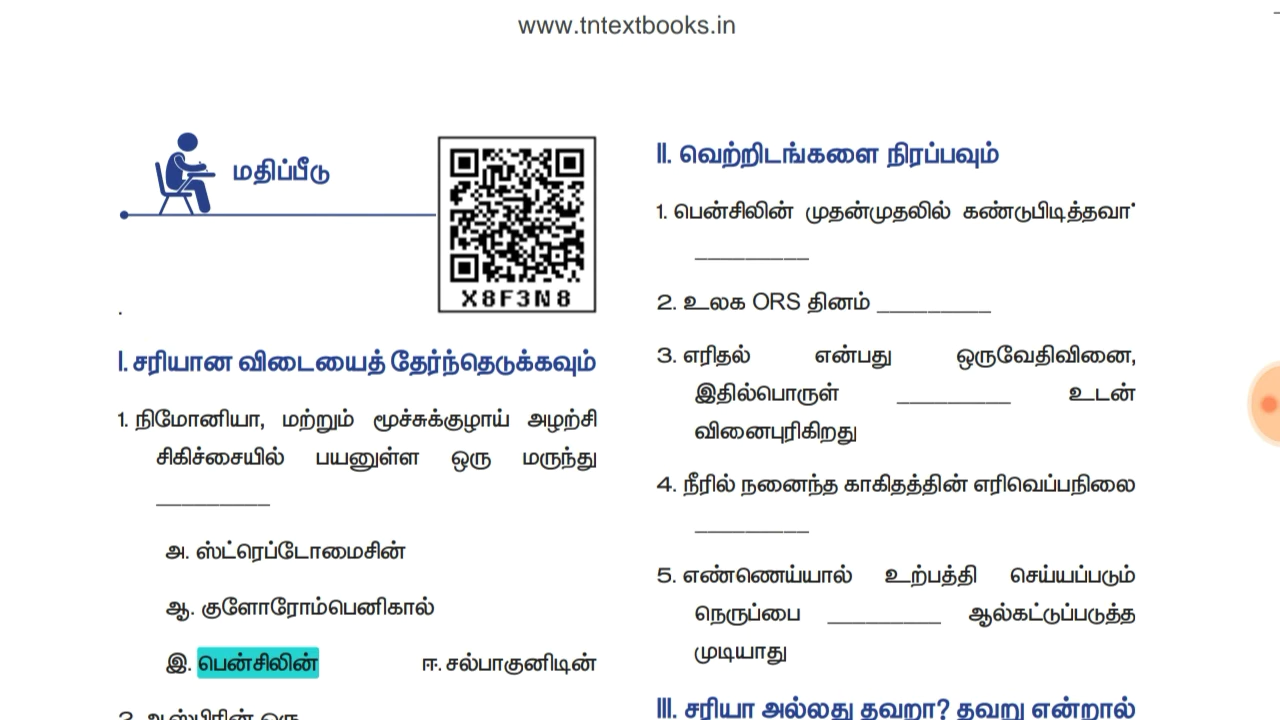 www.tntextbooks.in
மதிப்பீடு
X8F3N8
.
I. சரியான விடையைத் தேர்ந்தெடுக்கவும்
1. நிமோனியா, மற்றும் மூச்சுக்குழாய் அழற்சி
சிகிச்சையில் பயனுள்ள ஒரு மருந்து
__________
அ. ஸ்ட்ரெப்டோமைசின்
ஆ. குளோரோம்பெனிகால்
இ. பென்சிலின் ஈ. சல்பாகுனிடின்
II. வெற்றிடங்களை நிரப்பவும்
1. பென்சிலின் முதன்முதலில் கண்டுபிடித்தவர்
__________
2. உலக ORS தினம் __________
3. எரிதல் என்பது ஒருவேதிவினை,
இதில்பொருள் __________ உடன்
வினைபுரிகிறது
4. நீரில் நனைந்த காகிதத்தின் எரிவெப்பநிலை
__________
5. எண்ணெய்யால் உற்பத்தி செய்யப்படும்
நெருப்பை __________ ஆல்கட்டுப்படுத்த
முடியாது
III. சரியா அல்லது தவறா? தவறு என்றால்